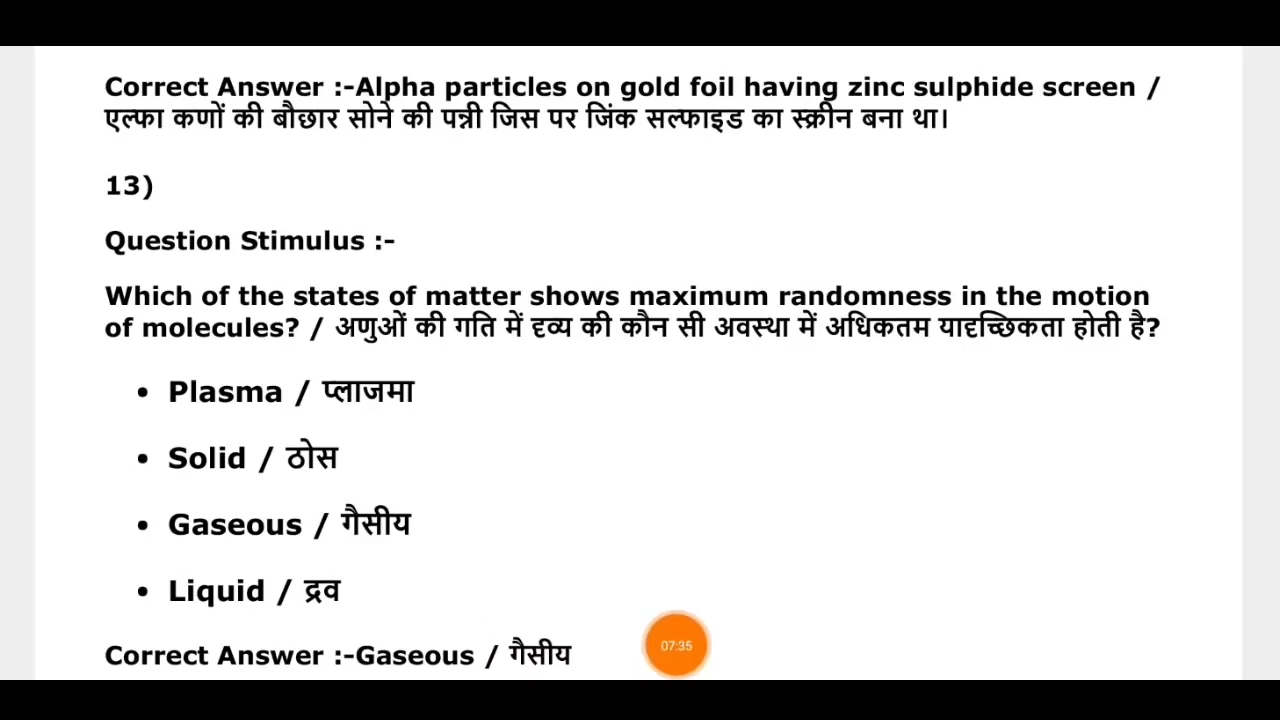 Correct Answer :-Alpha particles on gold foil having zinc sulphide screen /
एल्फा कणों की बौछार सोने की पन्नी जिस पर जिंक सल्फाइड का स्क्रीन बना था।
13)
Question Stimulus :-
Which of the states of matter shows maximum randomness in the motion
of molecules? / अणुओं की गति में दृव्य की कौन सी अवस्था में अधिकतम यादृच्छिकता होती है?
• Plasma / प्लाजमा
• Solid / ठोस
• Gaseous / गैसीय
• Liquid / द्रव
Correct Answer :-Gaseous / गैसीय
07:35